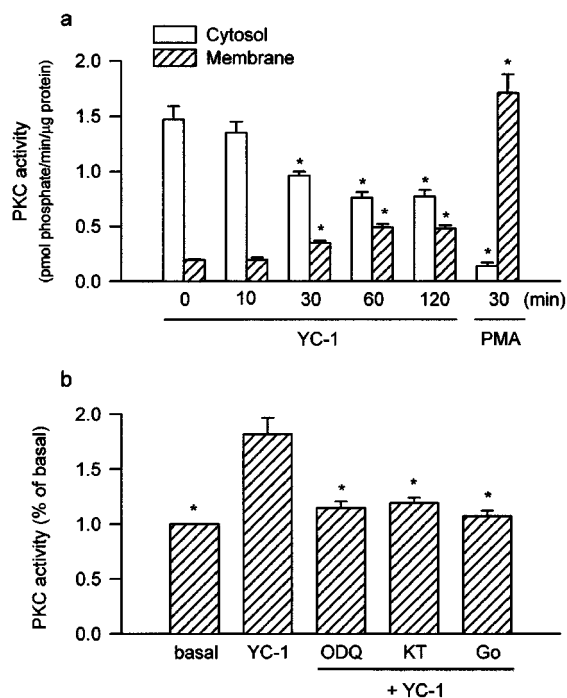 a
Cytosol
Membrane
PKC activity
(pmol phosphate/min/µg protein)
2.0
1.5
1.0
0.5
0.0
* * * * * * * *
0 10 30 60 120 30 (min)
YC-1 PMA
b
PKC activity (% of basal)
2.0
1.5
1.0
1.5
0.0
* * * *
basal YC-1 ODQ KT Go
+ YC-1